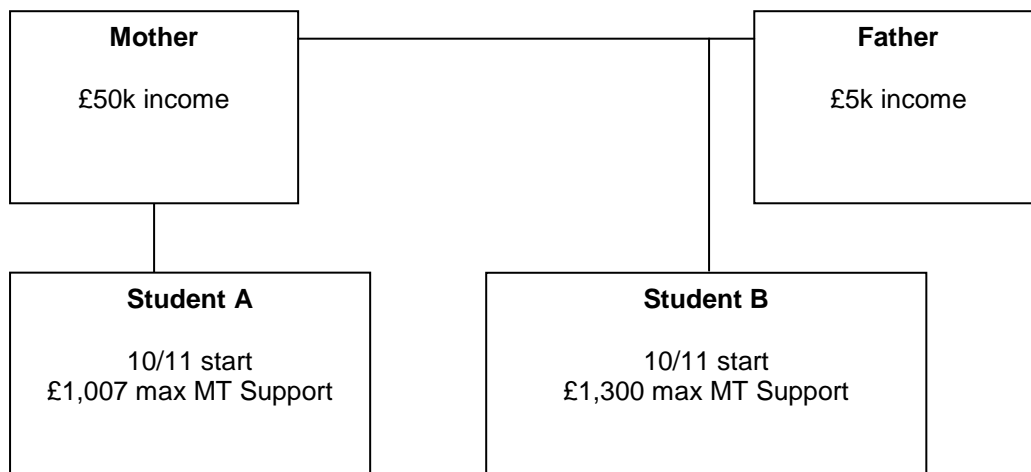 Mother
£50k income
Father
£5k income
Student A
10/11 start
£1,007 max MT Support
Student B
10/11 start
£1,300 max MT Support